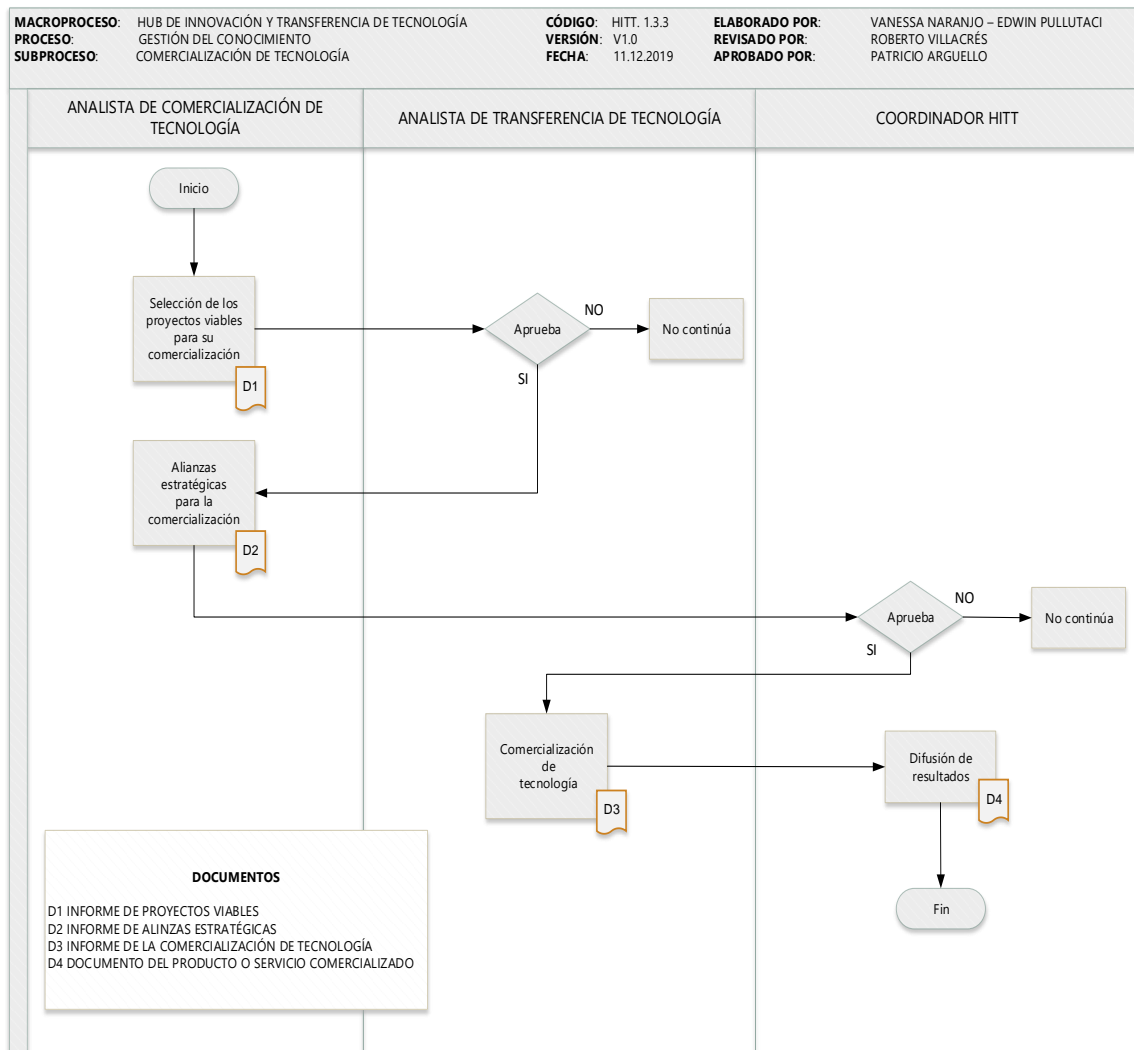 MACROPROCESO: HUB DE INNOVACIÓN Y TRANSFERENCIA DE TECNOLOGÍA CÓDIGO: HITT. 1.3.3 ELABORADO POR: VANESSA NARANJO – EDWIN PULLUTACI
PROCESO: GESTIÓN DEL CONOCIMIENTO VERSIÓN: V1.0 REVISADO POR: ROBERTO VILLACRÉS
SUBPROCESO: COMERCIALIZACIÓN DE TECNOLOGÍA FECHA: 11.12.2019 APROBADO POR: PATRICIO ARGUELLO
ANALISTA DE COMERCIALIZACIÓN DE
TECNOLOGÍA
ANALISTA DE TRANSFERENCIA DE TECNOLOGÍA
COORDINADOR HITT
Inicio
Selección de los
proyectos viables
para su
comercialización
D1
Aprueba
NO
No continúa
SI
Alianzas
estratégicas
para la
comercialización
D2
Aprueba
NO
No continúa
SI
Comercialización
de
tecnología
D3
Difusión de
resultados
D4
Fin
DOCUMENTOS
D1 INFORME DE PROYECTOS VIABLES
D2 INFORME DE ALINZAS ESTRATÉGICAS
D3 INFORME DE LA COMERCIALIZACIÓN DE TECNOLOGÍA
D4 DOCUMENTO DEL PRODUCTO O SERVICIO COMERCIALIZADO